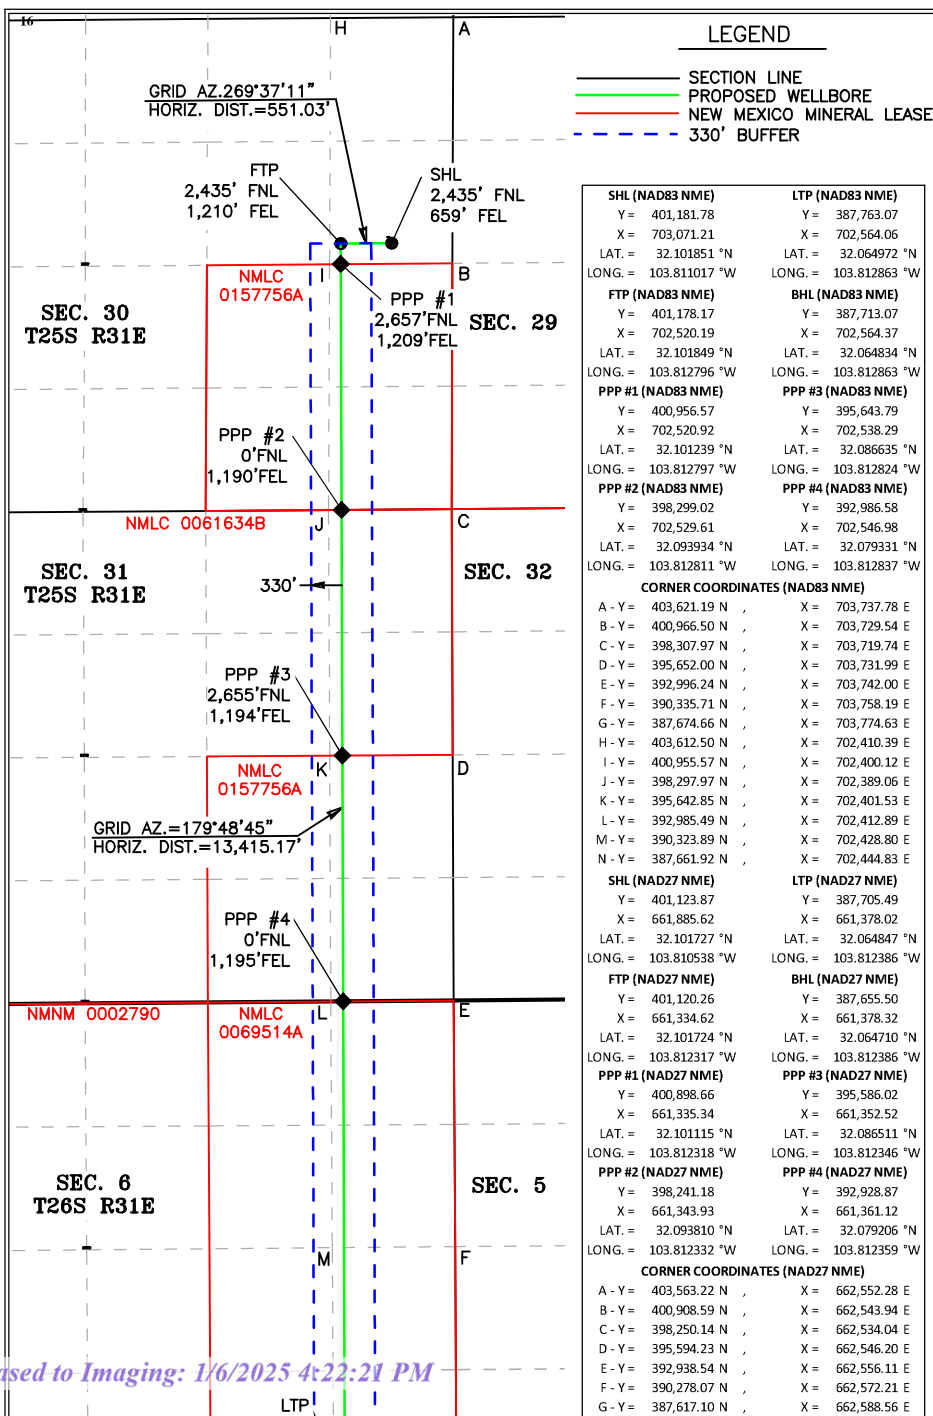 16
H
A
GRID AZ.269°37'11"
HORIZ. DIST.=551.03'
FTP
2,435' FNL
1,210' FEL
SHL
2,435' FNL
659' FEL
NMLC
0157756A
I
B
PPP #1
2,657'FNL
1,209'FEL
SEC. 30
T25S R31E
SEC. 29
PPP #2
0'FNL
1,190'FEL
NMLC 0061634B
J
C
SEC. 31
T25S R31E
SEC. 32
330'
PPP #3
2,655'FNL
1,194'FEL
NMLC
0157756A
K
D
GRID AZ.=179°48'45"
HORIZ. DIST.=13,415.17'
PPP #4
0'FNL
1,195'FEL
NMNM 0002790
NMLC
0069514A
L
E
SEC. 6
T26S R31E
SEC. 5
M
F
ased to Imaging: 1/6/2025 4:22:21 PM
LTP
LEGEND
SECTION LINE
PROPOSED WELLBORE
NEW MEXICO MINERAL LEASE
330' BUFFER
SHL (NAD83 NME) LTP (NAD83 NME)
Y = 401,181.78 Y = 387,763.07
X = 703,071.21 X = 702,564.06
LAT. = 32.101851 °N LAT. = 32.064972 °N
LONG. = 103.811017 °W LONG. = 103.812863 °W
FTP (NAD83 NME) BHL (NAD83 NME)
Y = 401,178.17 Y = 387,713.07
X = 702,520.19 X = 702,564.37
LAT. = 32.101849 °N LAT. = 32.064834 °N
LONG. = 103.812796 °W LONG. = 103.812863 °W
PPP #1 (NAD83 NME) PPP #3 (NAD83 NME)
Y = 400,956.57 Y = 395,643.79
X = 702,520.92 X = 702,538.29
LAT. = 32.101239 °N LAT. = 32.086635 °N
LONG. = 103.812797 °W LONG. = 103.812824 °W
PPP #2 (NAD83 NME) PPP #4 (NAD83 NME)
Y = 398,299.02 Y = 392,986.58
X = 702,529.61 X = 702,546.98
LAT. = 32.093934 °N LAT. = 32.079331 °N
LONG. = 103.812811 °W LONG. = 103.812837 °W
CORNER COORDINATES (NAD83 NME)
A - Y = 403,621.19 N , X = 703,737.78 E
B - Y = 400,966.50 N , X = 703,729.54 E
C - Y = 398,307.97 N , X = 703,719.74 E
D - Y = 395,652.00 N , X = 703,731.99 E
E - Y = 392,996.24 N , X = 703,742.00 E
F - Y = 390,335.71 N , X = 703,758.19 E
G - Y = 387,674.66 N , X = 703,774.63 E
H - Y = 403,612.50 N , X = 702,410.39 E
I - Y = 400,955.57 N , X = 702,400.12 E
J - Y = 398,297.97 N , X = 702,389.06 E
K - Y = 395,642.85 N , X = 702,401.53 E
L - Y = 392,985.49 N , X = 702,412.89 E
M - Y = 390,323.89 N , X = 702,428.80 E
N - Y = 387,661.92 N , X = 702,444.83 E
SHL (NAD27 NME) LTP (NAD27 NME)
Y = 401,123.87 Y = 387,705.49
X = 661,885.62 X = 661,378.02
LAT. = 32.101727 °N LAT. = 32.064847 °N
LONG. = 103.810538 °W LONG. = 103.812386 °W
FTP (NAD27 NME) BHL (NAD27 NME)
Y = 401,120.26 Y = 387,655.50
X = 661,334.62 X = 661,378.32
LAT. = 32.101724 °N LAT. = 32.064710 °N
LONG. = 103.812317 °W LONG. = 103.812386 °W
PPP #1 (NAD27 NME) PPP #3 (NAD27 NME)
Y = 400,898.66 Y = 395,586.02
X = 661,335.34 X = 661,352.52
LAT. = 32.101115 °N LAT. = 32.086511 °N
LONG. = 103.812318 °W LONG. = 103.812346 °W
PPP #2 (NAD27 NME) PPP #4 (NAD27 NME)
Y = 398,241.18 Y = 392,928.87
X = 661,343.93 X = 661,361.12
LAT. = 32.093810 °N LAT. = 32.079206 °N
LONG. = 103.812332 °W LONG. = 103.812359 °W
CORNER COORDINATES (NAD27 NME)
A - Y = 403,563.22 N , X = 662,552.28 E
B - Y = 400,908.59 N , X = 662,543.94 E
C - Y = 398,250.14 N , X = 662,534.04 E
D - Y = 395,594.23 N , X = 662,546.20 E
E - Y = 392,938.54 N , X = 662,556.11 E
F - Y = 390,278.07 N , X = 662,572.21 E
G - Y = 387,617.10 N , X = 662,588.56 E